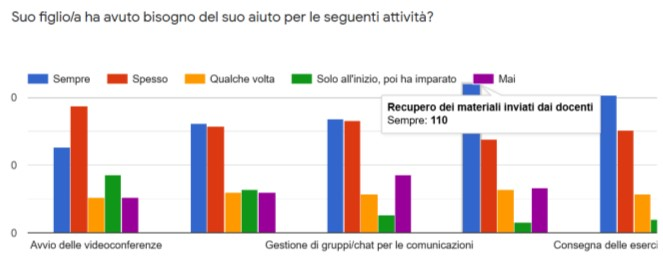 Suo figlio/a ha avuto bisogno del suo aiuto per le seguenti attività?
Sempre Spesso Qualche volta Solo all'inizio, poi ha imparato Mai
Recupero dei materiali inviati dai docenti
Sempre: 110
0
0
0
Avvio delle videoconferenze Gestione di gruppi/chat per le comunicazioni Consegna delle eserci